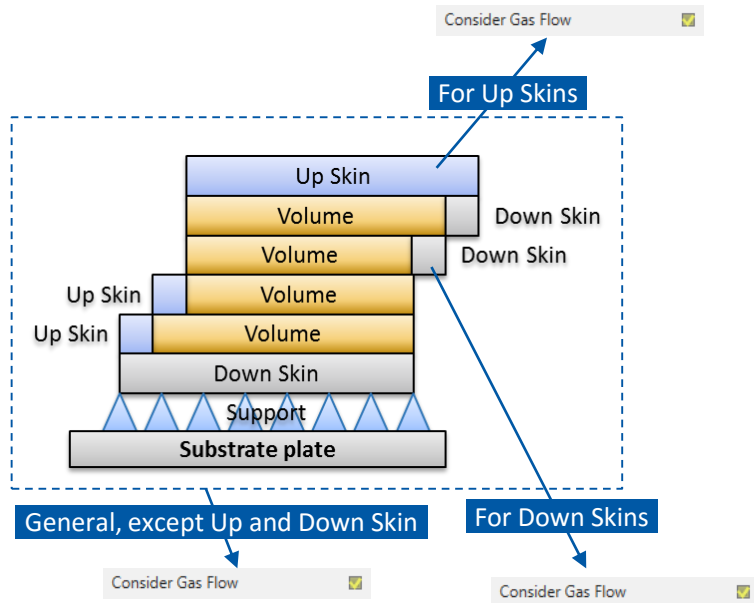 Consider Gas Flow
For Up Skins
Up Skin
Volume
Down Skin
Volume
Down Skin
Up Skin
Volume
Up Skin
Volume
Down Skin
Support
Substrate plate
General, except Up and Down Skin
For Down Skins
Consider Gas Flow
Consider Gas Flow